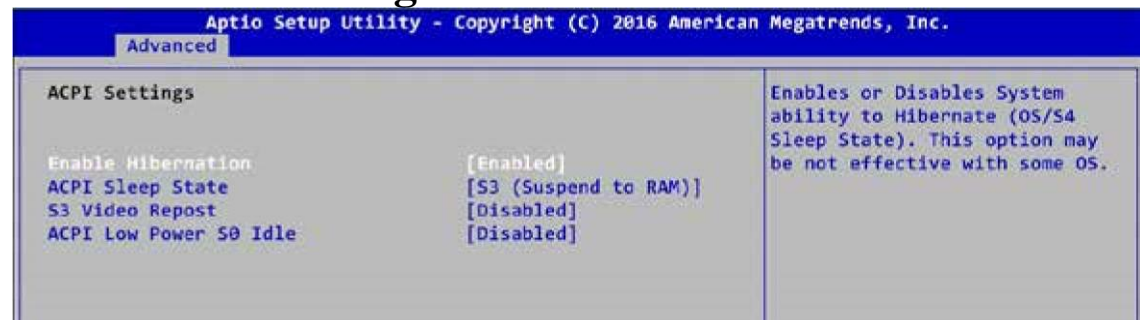 Aptio Setup Utility - Copyright (C) 2016 American Megatrends, Inc.
Advanced
ACPI Settings
Enable Hibernation [Enabled]
ACPI Sleep State [S3 (Suspend to RAM)]
S3 Video Repost [Disabled]
ACPI Low Power S0 Idle [Disabled]
Enables or Disables System
ability to Hibernate (OS/S4
Sleep State). This option may
be not effective with some OS.